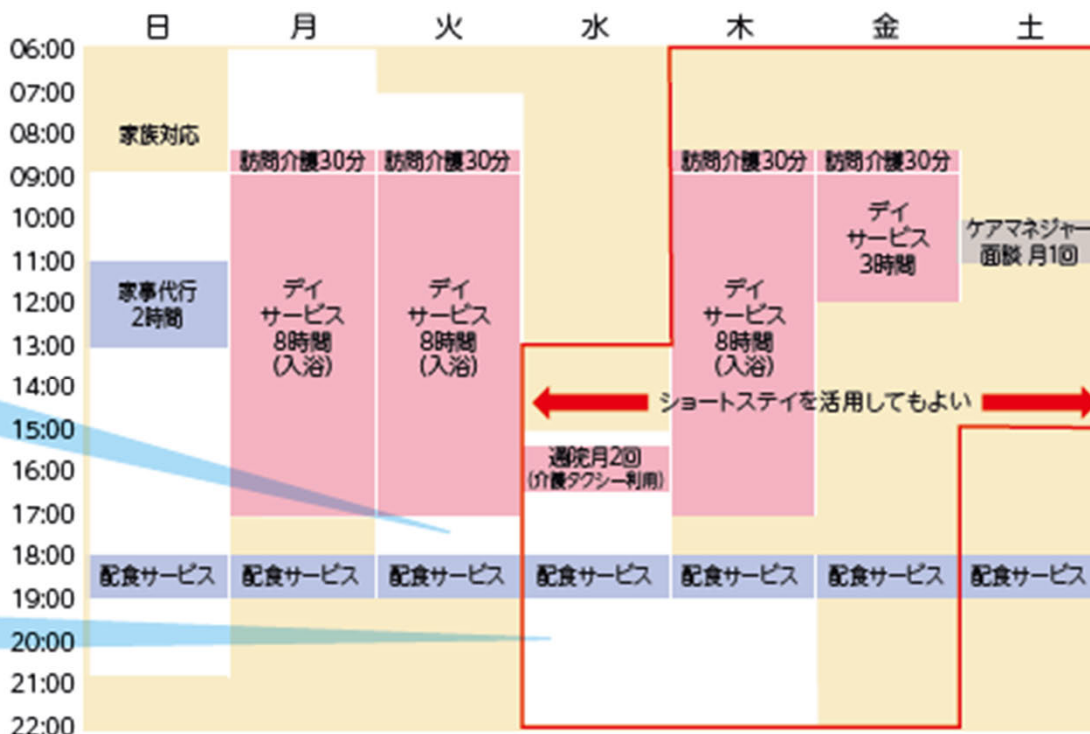 日 月 火 水 木 金 土
06:00
07:00
08:00
家族対応
訪問介護30分 訪問介護30分 訪問介護30分 訪問介護30分
09:00
10:00
デイ
サービス
3時間
ケアマネジャー
面談 月1回
11:00
家事代行
2時間
12:00
デイ
サービス
8時間
(入浴)
デイ
サービス
8時間
(入浴)
デイ
サービス
8時間
(入浴)
13:00
14:00
ショートステイを活用してもよい
15:00
通院月2回
(介護タクシー利用)
16:00
17:00
18:00
配食サービス 配食サービス 配食サービス 配食サービス 配食サービス 配食サービス 配食サービス
19:00
20:00
21:00
22:00